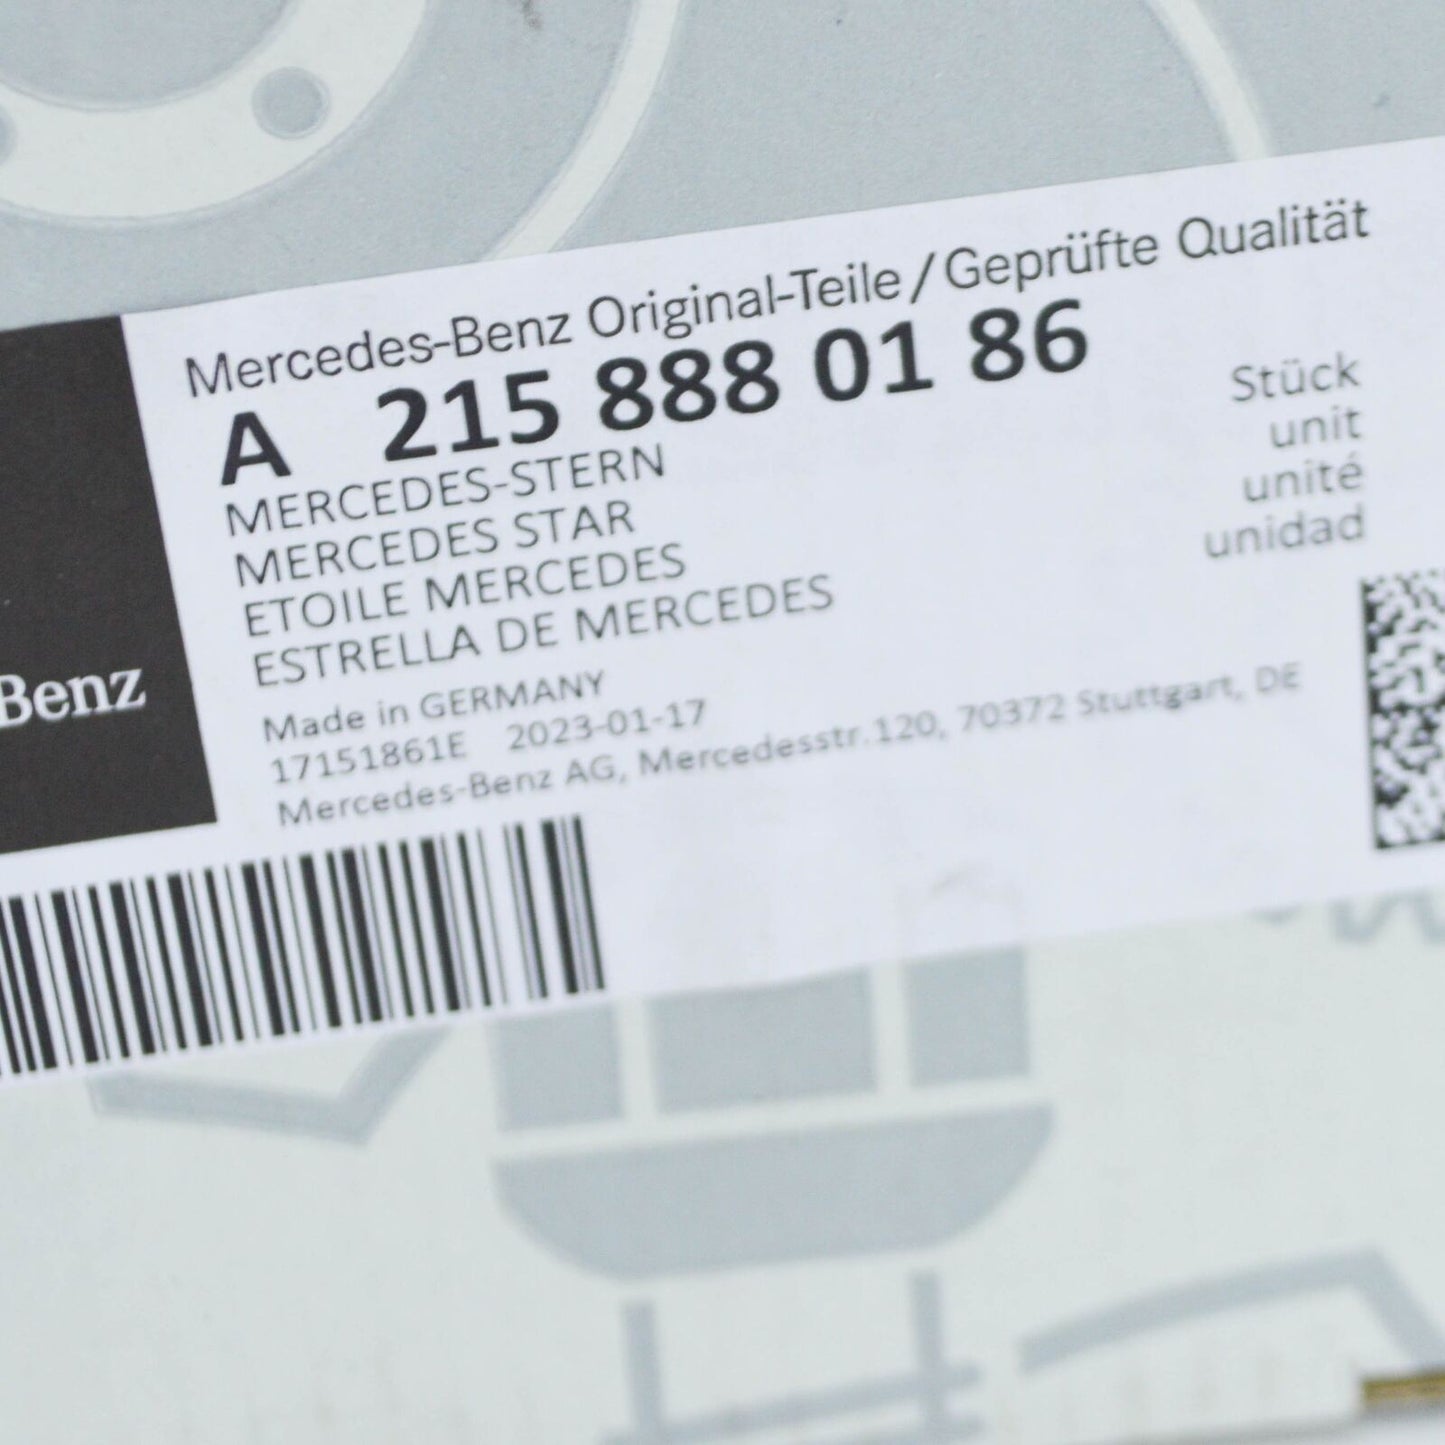 Mercedes-Benz Original-Teile/Geprüfte Qualität
A 215 888 01 86
MERCEDES-STERN
MERCEDES STAR
ETOILE MERCEDES
ESTRELLA DE MERCEDES
Stück
unit
unité
unidad
Made in GERMANY
17151861E 2023-01-17
Mercedes-Benz AG, Mercedesstr.120, 70372 Stuttgart, DE
Benz